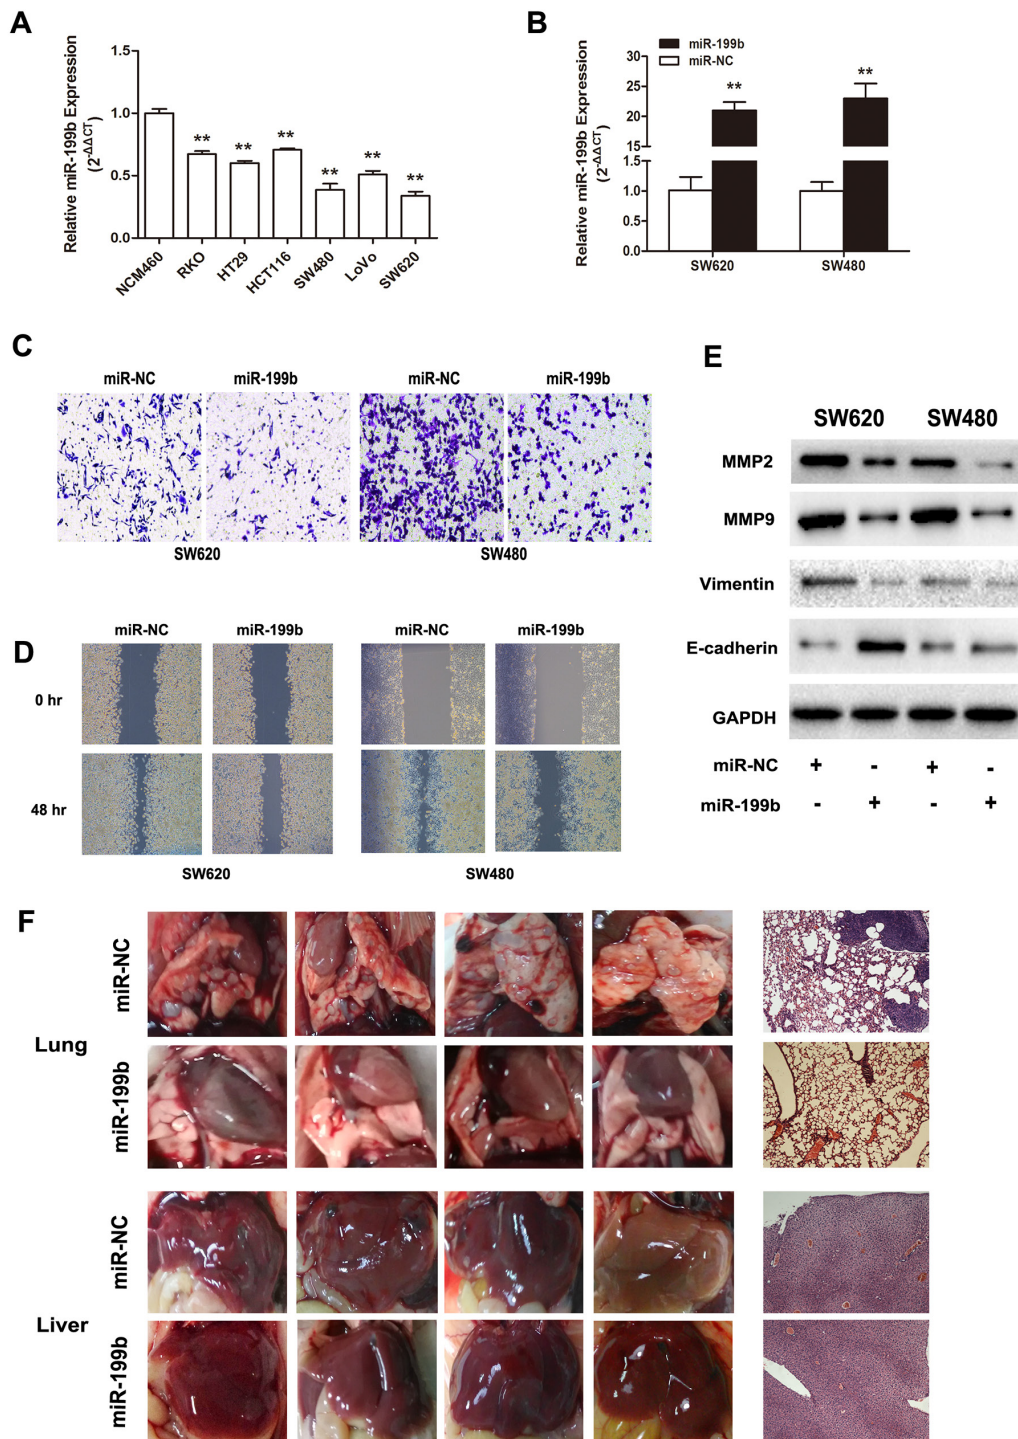 A
Relative miR-199b Expression
(2-ΔΔCT)
1.5
1.0
0.5
0.0
** ** ** ** ** **
NCM460 RKO HT29 HCT116 SW480 LoVo SW620
B
Relative miR-199b Expression
(2-ΔΔCT)
miR-199b
miR-NC
30
25
20
15
1.5
1.0
0.5
0.0
** **
SW620 SW480
C
miR-NC miR-199b miR-NC miR-199b
SW620 SW480
D
miR-NC miR-199b miR-NC miR-199b
0 hr
48 hr
SW620 SW480
E
SW620 SW480
MMP2
MMP9
Vimentin
E-cadherin
GAPDH
miR-NC + - + -
miR-199b - + - +
F
Lung
miR-NC
miR-199b
Liver
miR-NC
miR-199b